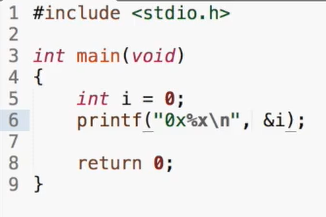 1 #include <stdio.h>
2
3 int main(void)
4 {
5     int i = 0;
6     printf("0x%x\n", &i);
7
8     return 0;
9 }